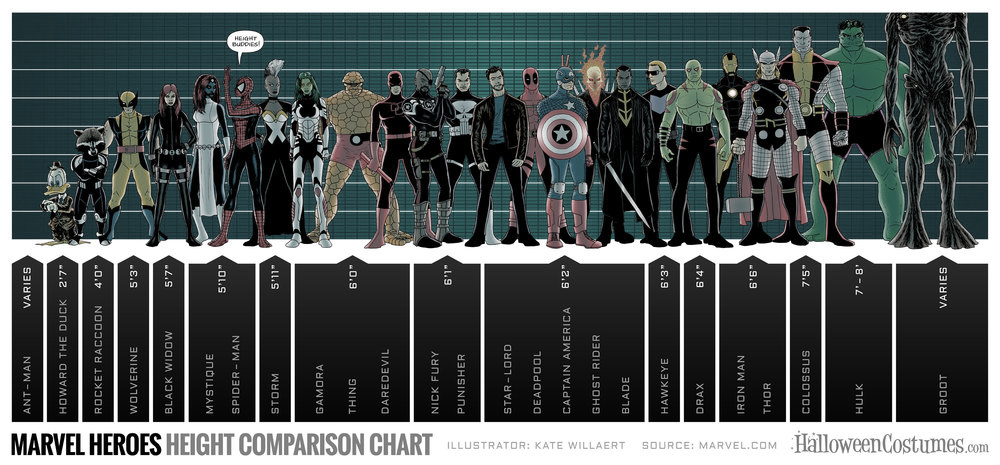 HEIGHT
BUDDIES!
VARIES
ANT-MAN
2'7"
HOWARD THE DUCK
4'0"
ROCKET RACCOON
5'3"
WOLVERINE
5'7"
BLACK WIDOW
5'10"
MYSTIQUE
SPIDER-MAN
5'11"
STORM
6'0"
GAMORA
THING
DAREDEVIL
6'1"
NICK FURY
PUNISHER
6'2"
STAR-LORD
DEADPOOL
CAPTAIN AMERICA
GHOST RIDER
BLADE
6'3"
HAWKEYE
6'4"
DRAX
6'6"
IRON MAN
THOR
7'5"
COLOSSUS
7'-8'
HULK
VARIES
GROOT
MARVEL HEROES HEIGHT COMPARISON CHART ILLUSTRATOR: KATE WILLAERT SOURCE: MARVEL.COM HALLOWEENCOSTUMES.com